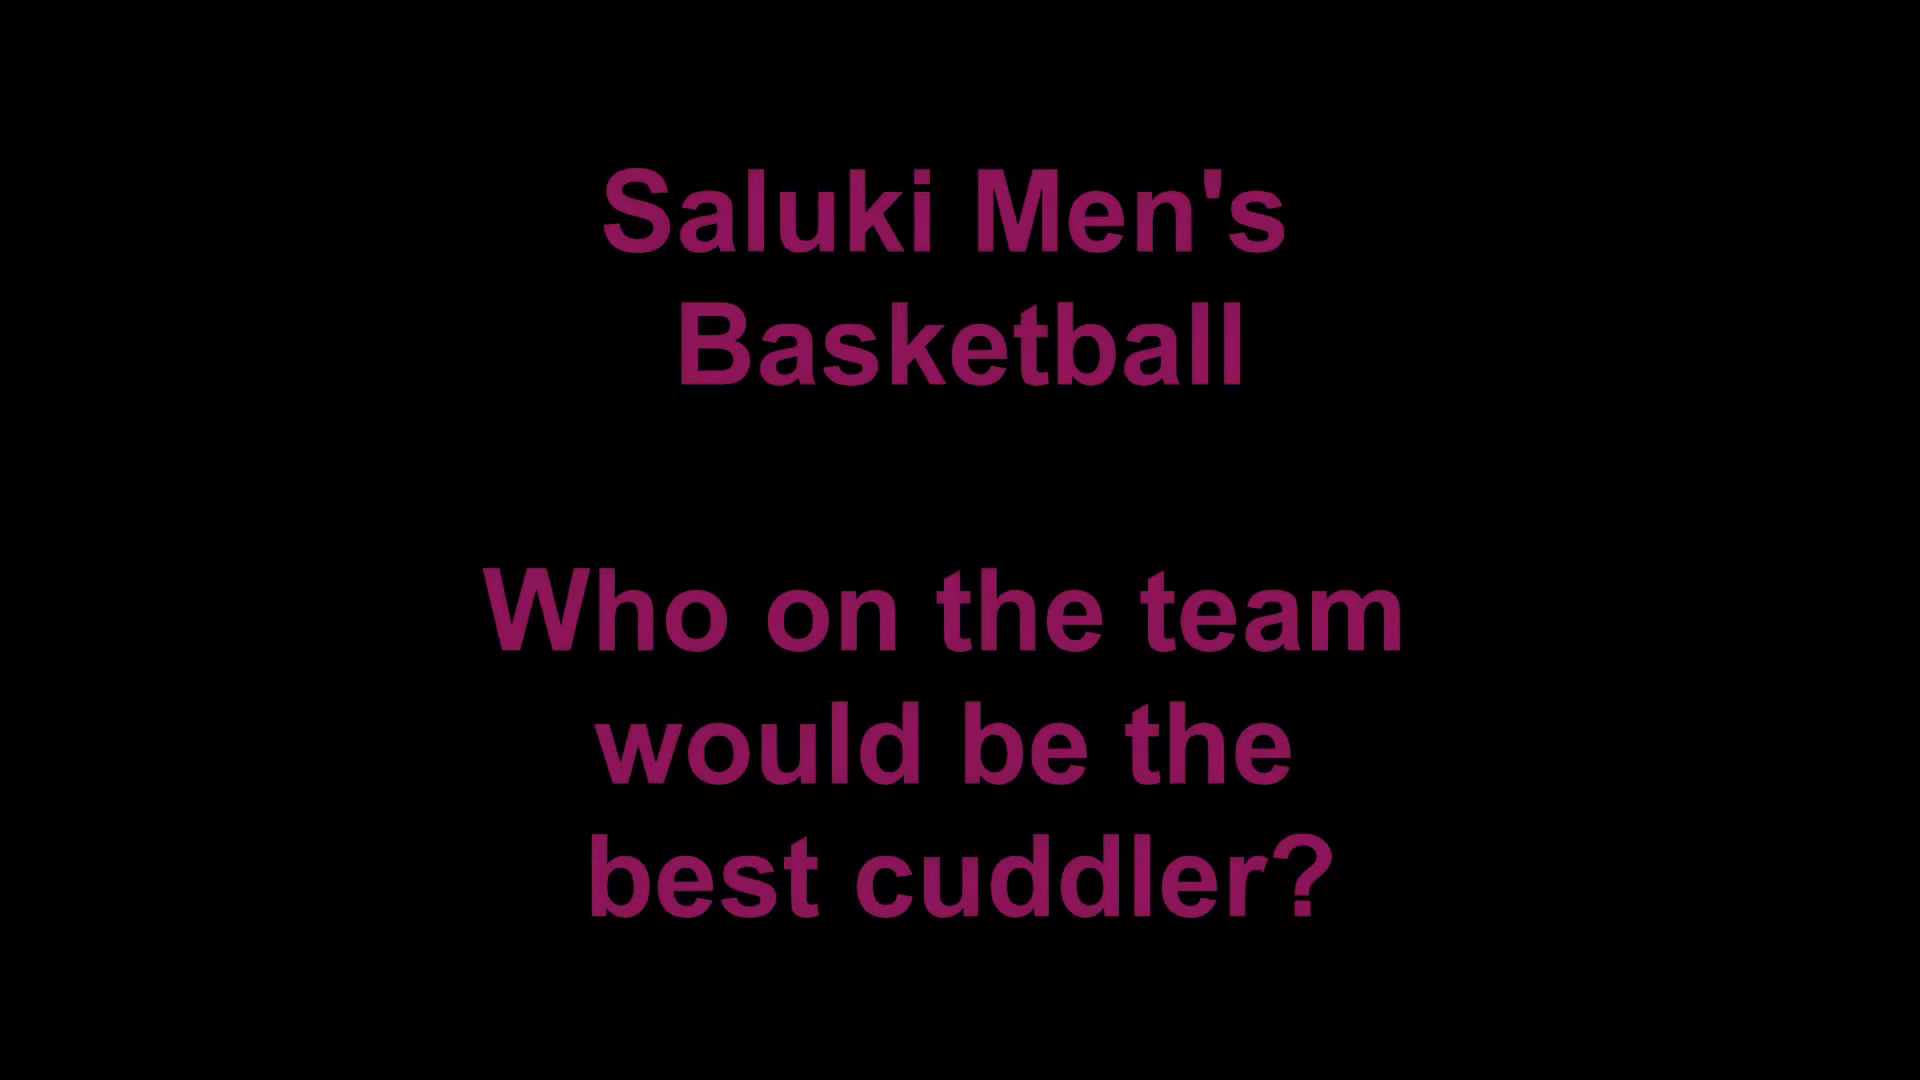 Saluki Men's
Basketball
Who on the team
would be the
best cuddler?